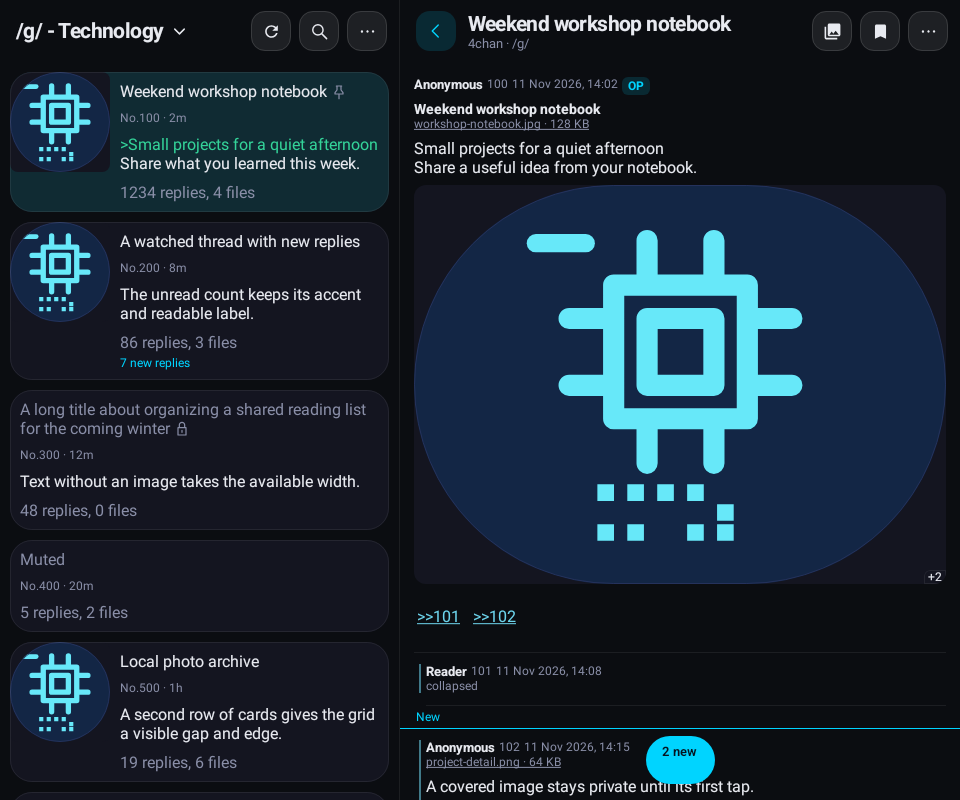 /g/ - Technology
Weekend workshop notebook
No.100 · 2m
>Small projects for a quiet afternoon
Share what you learned this week.
1234 replies, 4 files
A watched thread with new replies
No.200 · 8m
The unread count keeps its accent
and readable label.
86 replies, 3 files
7 new replies
A long title about organizing a shared reading list
for the coming winter
No.300 · 12m
Text without an image takes the available width.
48 replies, 0 files
Muted
No.400 · 20m
5 replies, 2 files
Local photo archive
No.500 · 1h
A second row of cards gives the grid
a visible gap and edge.
19 replies, 6 files
Weekend workshop notebook
4chan · /g/
Anonymous 100 11 Nov 2026, 14:02 OP
Weekend workshop notebook
workshop-notebook.jpg · 128 KB
Small projects for a quiet afternoon
Share a useful idea from your notebook.
+2
>>101 >>102
Reader 101 11 Nov 2026, 14:08
collapsed
New
Anonymous 102 11 Nov 2026, 14:15
project-detail.png · 64 KB
2 new
A covered image stays private until its first tap.